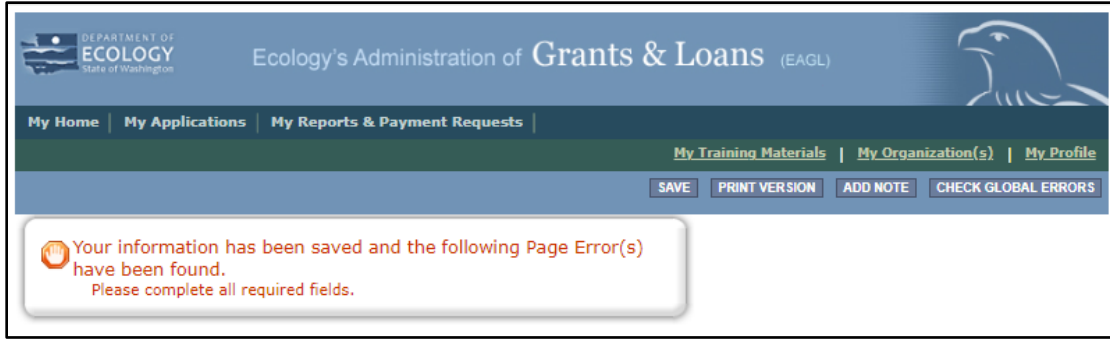 DEPARTMENT OF
ECOLOGY
State of Washington
Ecology's Administration of Grants & Loans (EAGL)
My Home | My Applications | My Reports & Payment Requests |
My Training Materials | My Organization(s) | My Profile
SAVE PRINT VERSION ADD NOTE CHECK GLOBAL ERRORS
Your information has been saved and the following Page Error(s)
have been found.
Please complete all required fields.